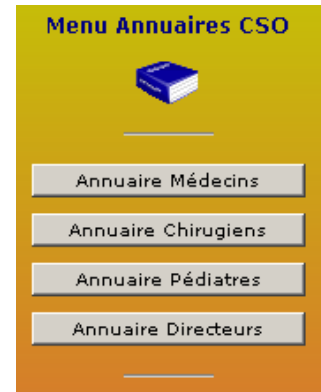 Menu Annuaires CSO
Annuaire Médecins
Annuaire Chirugiens
Annuaire Pédiatres
Annuaire Directeurs